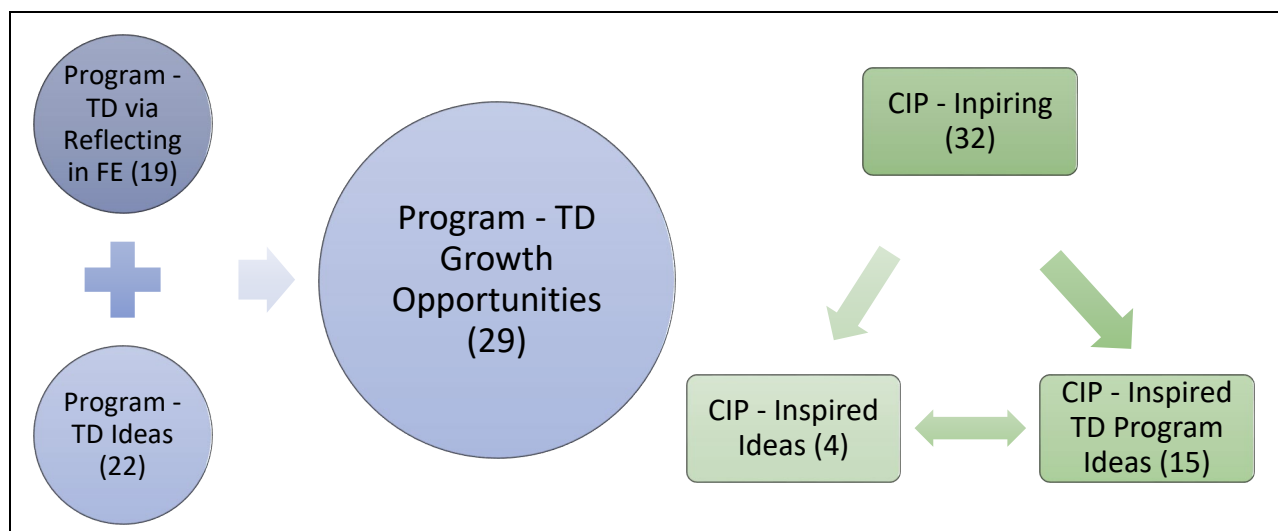 Program -
TD via
Reflecting
in FE (19)
Program -
TD Ideas
(22)
Program - TD
Growth
Opportunities
(29)
CIP - Inpiring
(32)
CIP - Inspired
Ideas (4)
CIP - Inspired
TD Program
Ideas (15)